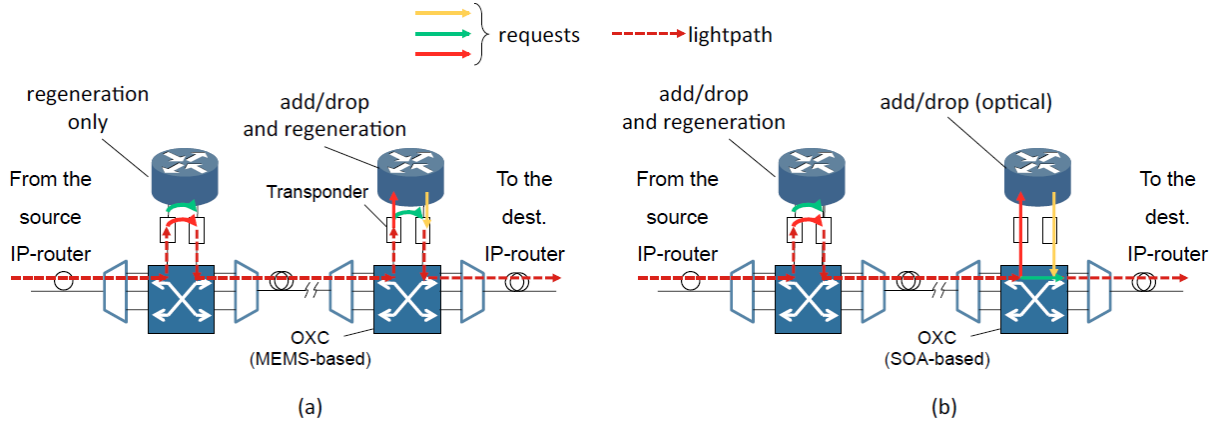 requests
lightpath
regeneration
only
add/drop
and regeneration
From the
source
IP-router
Transponder
To the
dest.
IP-router
OXC
(MEMS-based)
(a)
add/drop
and regeneration
add/drop (optical)
From the
source
IP-router
To the
dest.
IP-router
OXC
(SOA-based)
(b)